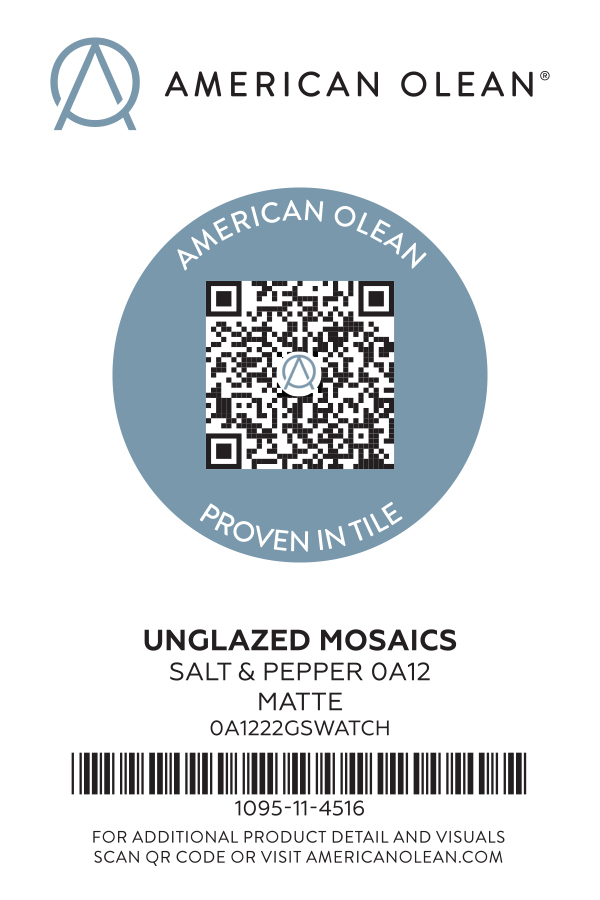 AMERICAN OLEAN®
AMERICAN OLEAN
PROVEN IN TILE
UNGLAZED MOSAICS
SALT & PEPPER 0A12
MATTE
0A1222GSWATCH
1095-11-4516
FOR ADDITIONAL PRODUCT DETAIL AND VISUALS
SCAN QR CODE OR VISIT AMERICANOLEAN.COM